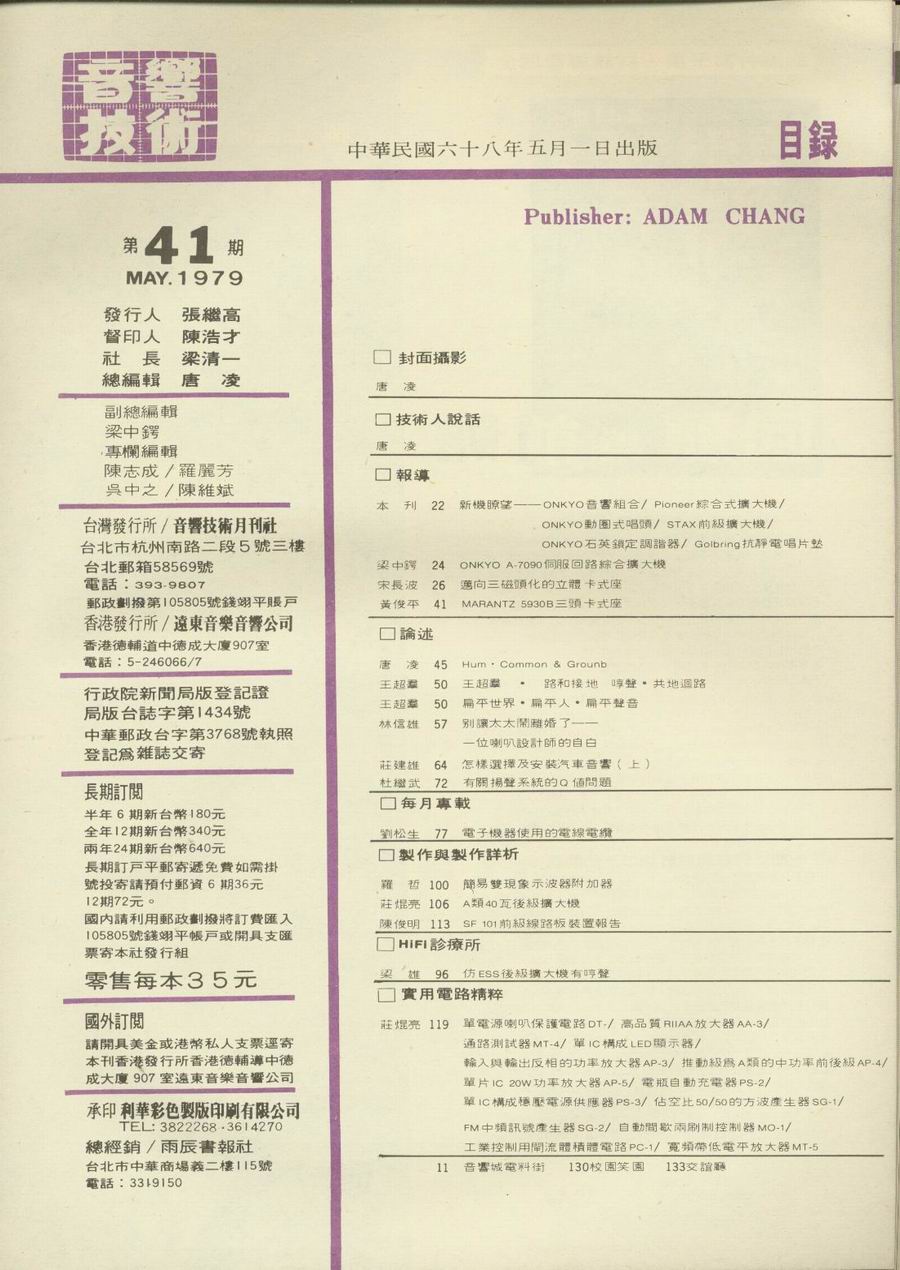 音響
技術
中華民國六十八年五月一日出版
目録
Publisher: ADAM CHANG
第41期
MAY.1979
發行人 張繼高
督印人 陳浩才
社 長 梁清一
總編輯 唐 凌
副總編輯
梁中鍔
專欄編輯
陳志成/羅麗芳
吳中之/陳維斌
台灣發行所/音響技術月刊社
台北市杭州南路二段5號三樓
台北郵箱58569號
電話:393-9807
郵政劃撥第105805號錢翊平賬戶
香港發行所/遠東音樂音響公司
香港德輔道中德成大廈907室
電話:5-246066/7
行政院新聞局版登記證
局版台誌字第1434號
中華郵政台字第3768號執照
登記爲雜誌交寄
長期訂閱
半年6期新台幣180元
全年12期新台幣340元
兩年24期新台幣640元
長期訂戶平郵寄遞免費如需掛
號投寄請預付郵資6期36元
12期72元。
國內請利用郵政劃撥將訂費匯入
105805號錢翊平帳戶或開具支匯
票寄本社發行組
零售每本35元
國外訂閱
請開具美金或港幣私人支票逕寄
本刊香港發行所香港德輔導中德
成大廈907室遠東音樂音響公司
承印利華彩色製版印刷有限公司
TEL: 3822268·3614270
總經銷/雨辰書報社
台北市中華商場義二樓115號
電話:3319150
□ 封面攝影
唐 凌
□ 技術人說話
唐 凌
□ 報導
本 刊 22 新機瞭望——ONKYO音響組合/ Pioneer綜合式擴大機/
ONKYO動圈式唱頭/ STAX前級擴大機/
ONKYO石英鎖定調諧器/ Golbring抗靜電唱片墊
梁中鍔 24 ONKYO A-7090伺服回路綜合擴大機
宋長波 26 邁向三磁頭化的立體卡式座
黃俊平 41 MARANTZ 5930B三頭卡式座
□ 論述
唐 凌 45 Hum·Common & Grounb
王超羣 50 王超羣 · 路和接地 哼聲·共地迴路
王超羣 50 扁平世界·扁平人·扁平聲音
林信雄 57 別讓太太鬧離婚了——
一位喇叭設計師的自白
莊建雄 64 怎樣選擇及安裝汽車音響(上)
杜繼武 72 有關揚聲系統的Q值問題
□ 每月專載
劉松生 77 電子機器使用的電線電纜
□ 製作與製作詳析
羅 哲 100 簡易雙現象示波器附加器
莊焜亮 106 A類40瓦後級擴大機
陳俊明 113 SF 101前級線路板裝置報告
□ HiFi診療所
梁 雄 96 仿ESS後級擴大機有哼聲
□ 實用電路精粹
莊焜亮 119 單電源喇叭保護電路DT-/ 高品質RIIAA放大器AA-3/
通路測試器MT-4/ 單IC構成LED顯示器/
輸入與輸出反相的功率放大器AP-3/ 推動級爲A類的中功率前後級AP-4/
單片IC 20W功率放大器AP-5/ 電瓶自動充電器PS-2/
單IC構成穩壓電源供應器PS-3/ 佔空比50/50的方波產生器SG-1/
FM中頻訊號產生器SG-2/ 自動間歇兩刷制控制器MO-1/
工業控制用閘流體積體電路PC-1/ 寬頻帶低電平放大器MT-5
11 音響城電料街 130校園笑園 133交誼廳